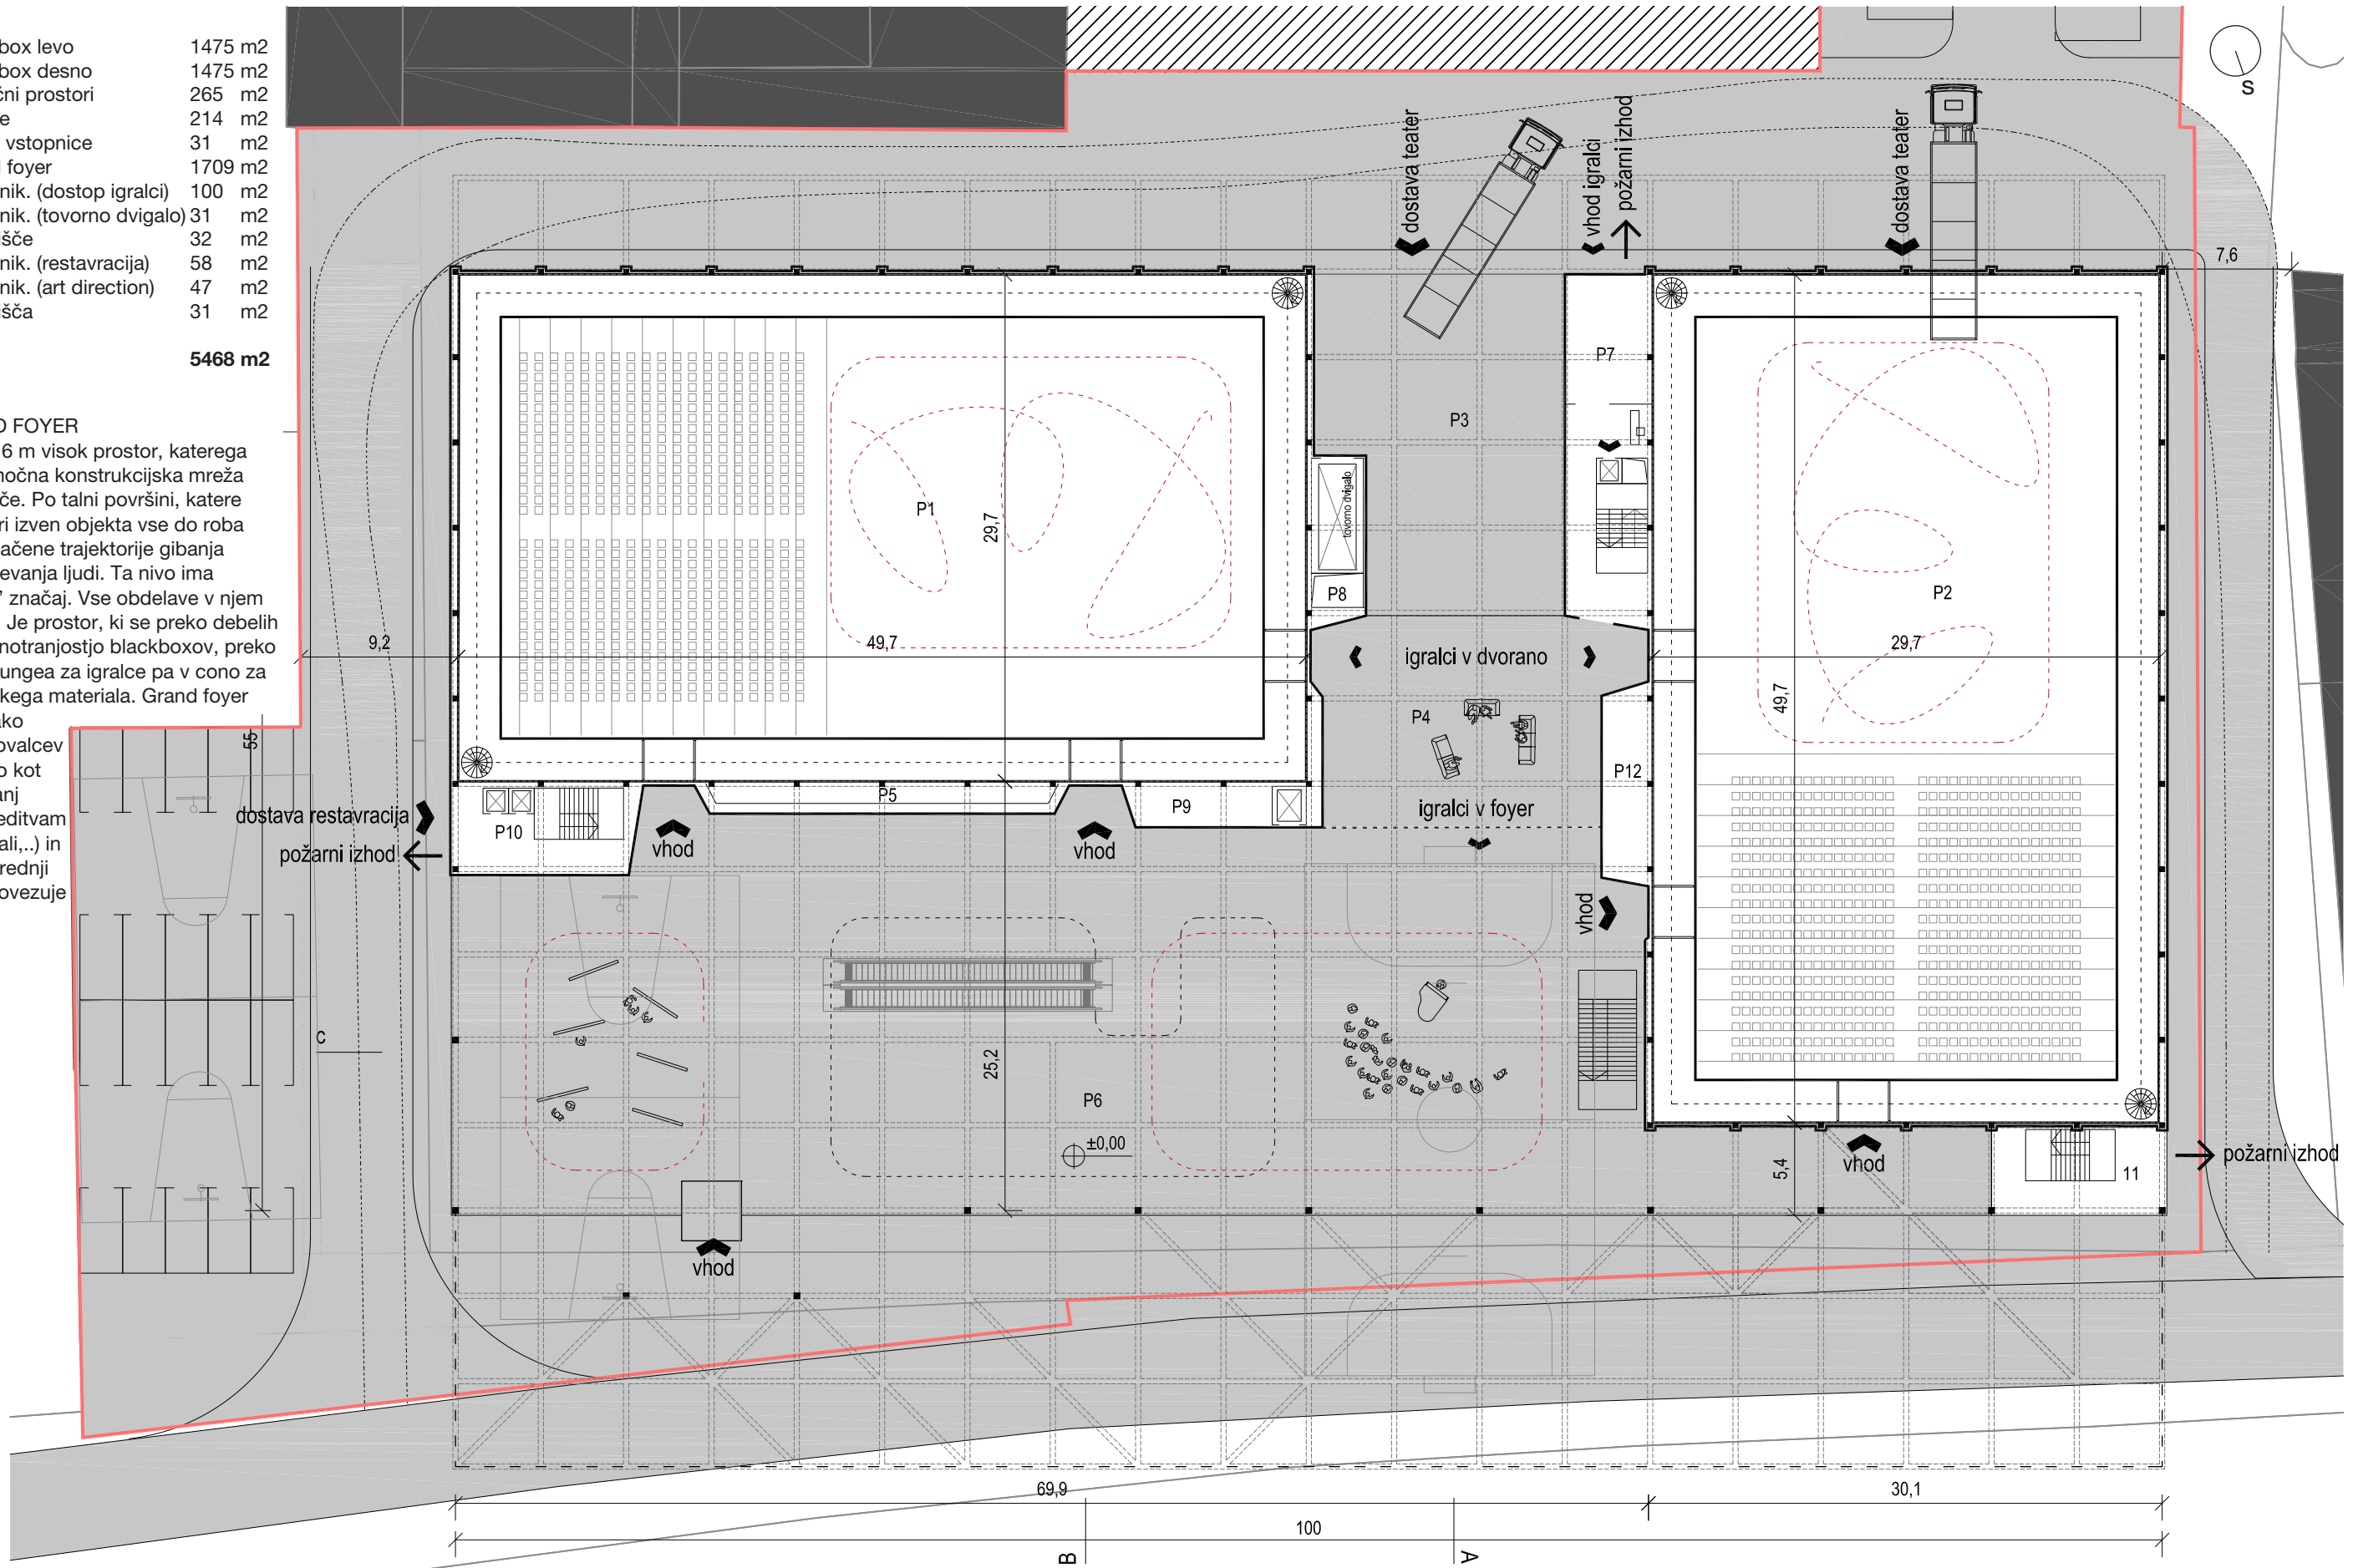 box levo 1475 m2
box desno 1475 m2
čni prostori 265 m2
e 214 m2
vstopnice 31 m2
foyer 1709 m2
nik. (dostop igralci) 100 m2
nik. (tovorno dvigalo) 31 m2
išče 32 m2
nik. (restavracija) 58 m2
nik. (art direction) 47 m2
išča 31 m2
5468 m2
FOYER
6 m visok prostor, katerega
očna konstrukcijska mreža
če. Po talni površini, katere
ri izven objekta vse do roba
ačene trajektorije gibanja
evanja ljudi. Ta nivo ima
” značaj. Vse obdelave v njem
. Je prostor, ki se preko debelih
notranjostjo blackboxov, preko
ungea za igralce pa v cono za
kega materiala. Grand foyer
ako
ovalcev
o kot
anj
editvam
ali,..) in
rednji
ovezuje
S
dostava teater
vhod igralci
požarni izhod
dostava teater
7,6
P7
P3
P1
29,7
tovorno dvigalo
P8
P2
9,2
49,7
igralci v dvorano
29,7
49,7
P4
55
P12
P5
P9
igralci v foyer
dostava restavracija
P10
požarni izhod
vhod
vhod
vhod
C
25,2
P6
±0,00
5,4
vhod
11
požarni izhod
vhod
69,9
30,1
100
B
A